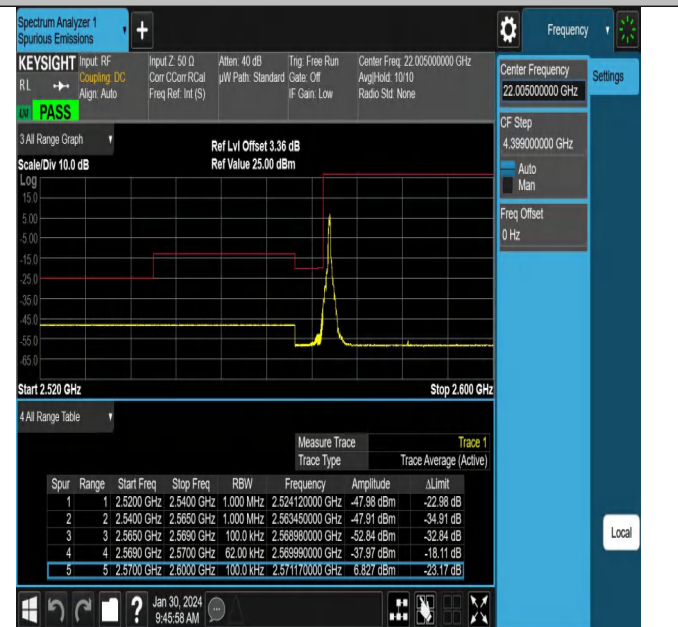 Spectrum Analyzer 1
Spurious Emissions
Frequency
KEYSIGHT
Input: RF
Coupling: DC
Align: Auto
Input Z: 50 Ω
Corr CCorr RCal
Freq Ref: Int (S)
Atten: 40 dB
µW Path: Standard
Trig: Free Run
Gate: Off
IF Gain: Low
Center Freq: 22.005000000 GHz
Avg|Hold: 10/10
Radio Std: None
RL
PASS
Center Frequency
22.005000000 GHz
Settings
CF Step
4.399000000 GHz
Auto
Man
Freq Offset
0 Hz
3 All Range Graph
Ref Lvl Offset 3.36 dB
Scale/Div 10.0 dB
Ref Value 25.00 dBm
Log
15.0
5.00
-5.00
-15.0
-25.0
-35.0
-45.0
-55.0
-65.0
Start 2.520 GHz
Stop 2.600 GHz
4 All Range Table
Measure Trace Trace 1
Trace Type Trace Average (Active)
Spur Range Start Freq Stop Freq RBW Frequency Amplitude ΔLimit
1 1 2.5200 GHz 2.5400 GHz 1.000 MHz 2.524120000 GHz -47.98 dBm -22.98 dB
2 2 2.5400 GHz 2.5650 GHz 1.000 MHz 2.563450000 GHz -47.91 dBm -34.91 dB
3 3 2.5650 GHz 2.5690 GHz 100.0 kHz 2.568980000 GHz -52.84 dBm -32.84 dB
4 4 2.5690 GHz 2.5700 GHz 62.00 kHz 2.569990000 GHz -37.97 dBm -18.11 dB
5 5 2.5700 GHz 2.6000 GHz 100.0 kHz 2.571170000 GHz 6.827 dBm -23.17 dB
Local
Jan 30, 2024
9:45:58 AM